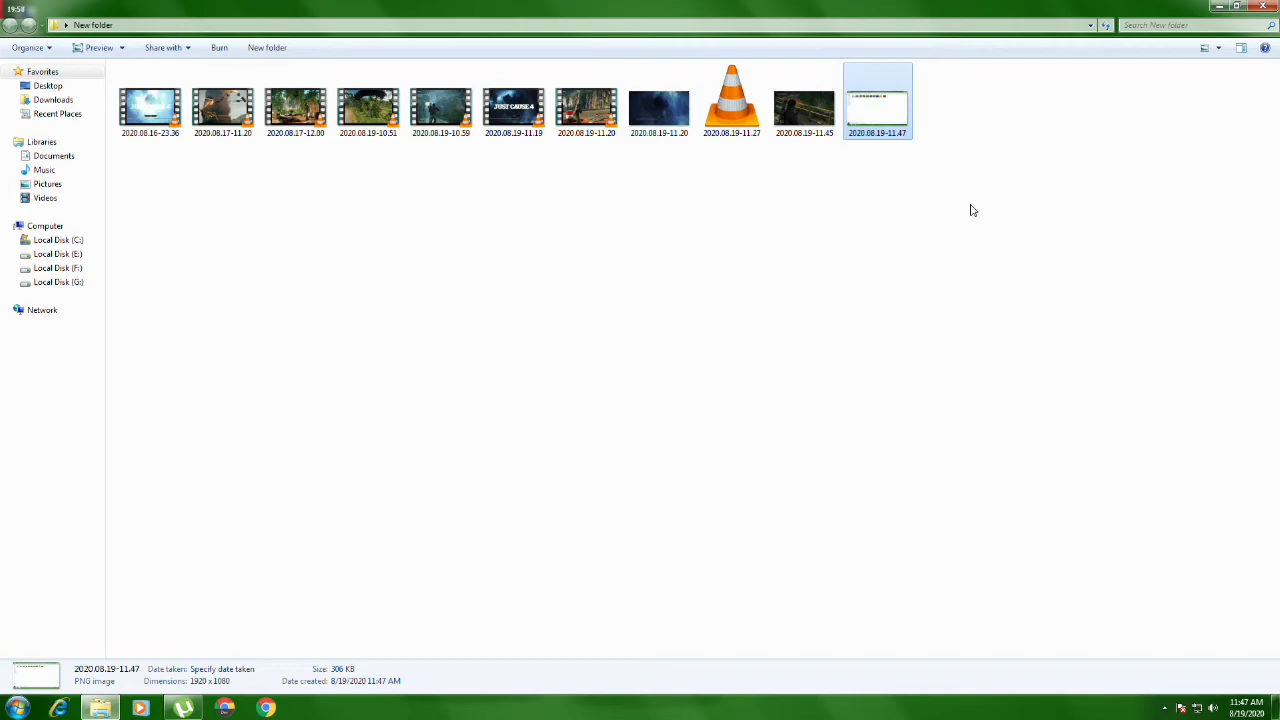 19:58
New folder
Search New folder
Organize Preview Share with Burn New folder
Favorites
Desktop
Downloads
Recent Places
Libraries
Documents
Music
Pictures
Videos
Computer
Local Disk (C:)
Local Disk (E:)
Local Disk (F:)
Local Disk (G:)
Network
JUST CAUSE 4
JUST CAUSE 4
2020.08.16-23.36 2020.08.17-11.20 2020.08.17-12.00 2020.08.19-10.51 2020.08.19-10.59 2020.08.19-11.19 2020.08.19-11.20 2020.08.19-11.20 2020.08.19-11.27 2020.08.19-11.45 2020.08.19-11.47
2020.08.19-11.47 Date taken: Specify date taken Size: 306 KB
PNG image Dimensions: 1920 x 1080 Date created: 8/19/2020 11:47 AM
11:47 AM
8/19/2020